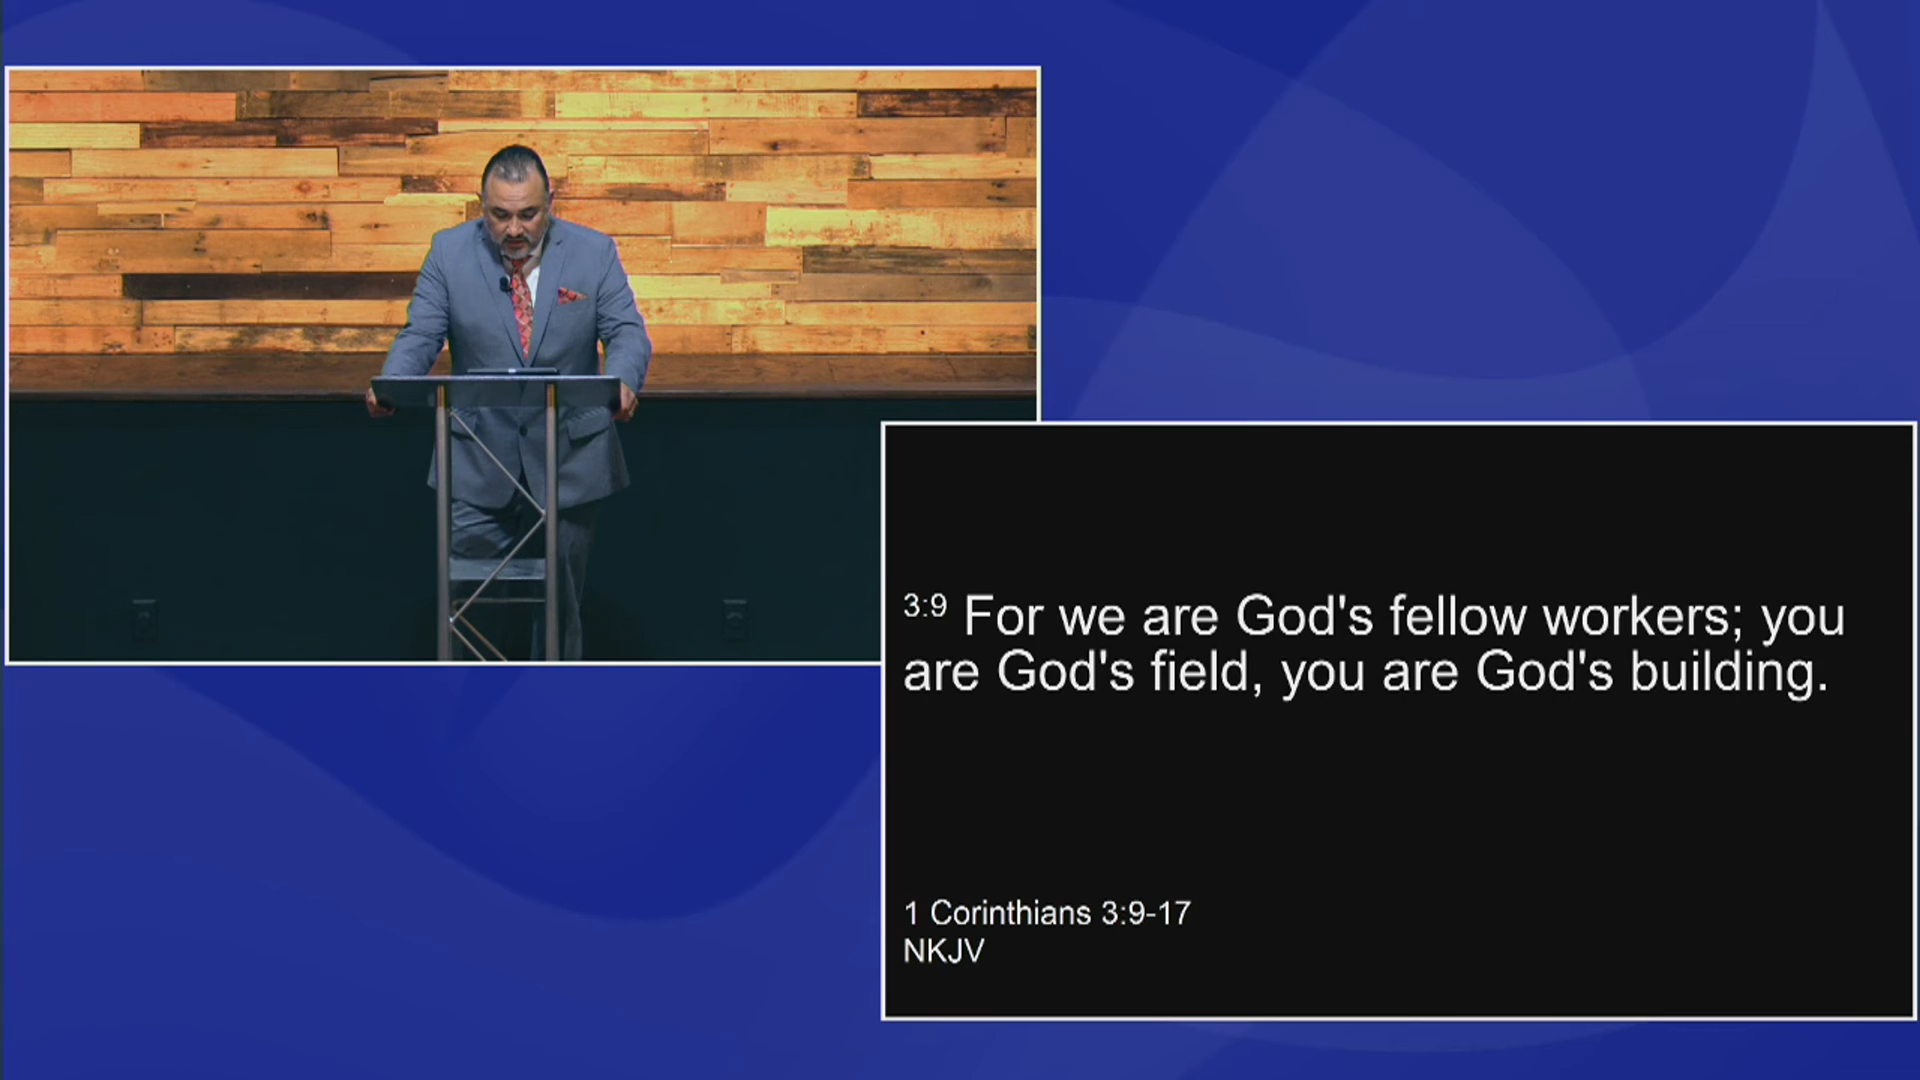 3:9 For we are God's fellow workers; you
are God's field, you are God's building.
1 Corinthians 3:9-17
NKJV